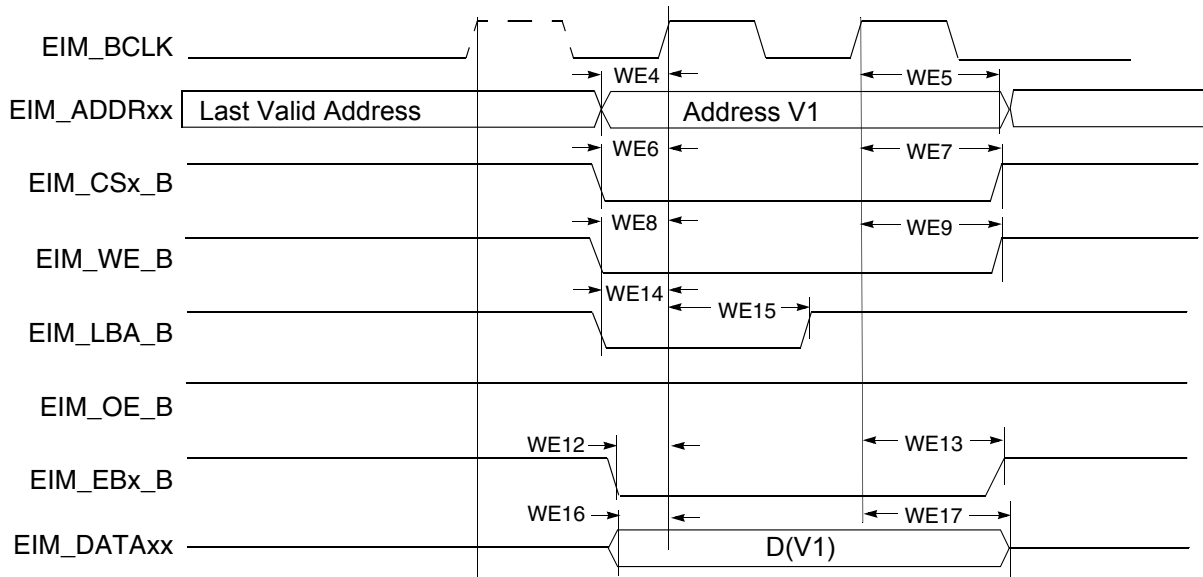 EIM_BCLK
WE4
WE5
EIM_ADDRxx
Last Valid Address
Address V1
WE6
WE7
EIM_CSx_B
WE8
WE9
EIM_WE_B
WE14
WE15
EIM_LBA_B
EIM_OE_B
WE12
WE13
EIM_EBx_B
WE16
WE17
EIM_DATAxx
D(V1)